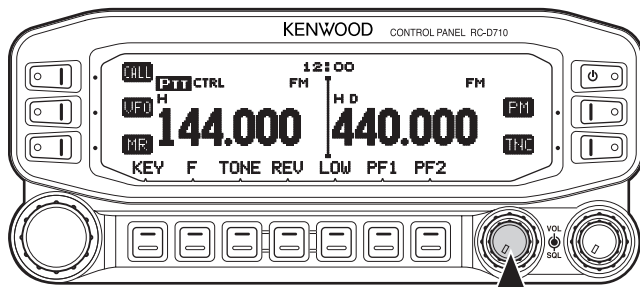 KENWOOD CONTROL PANEL RC-D710
12:00
CALL PTT CTRL FM FM
VFO H 144.000 H D 440.000 PM
MR TNC
KEY F TONE REV LOW PF1 PF2
VOL
SQL